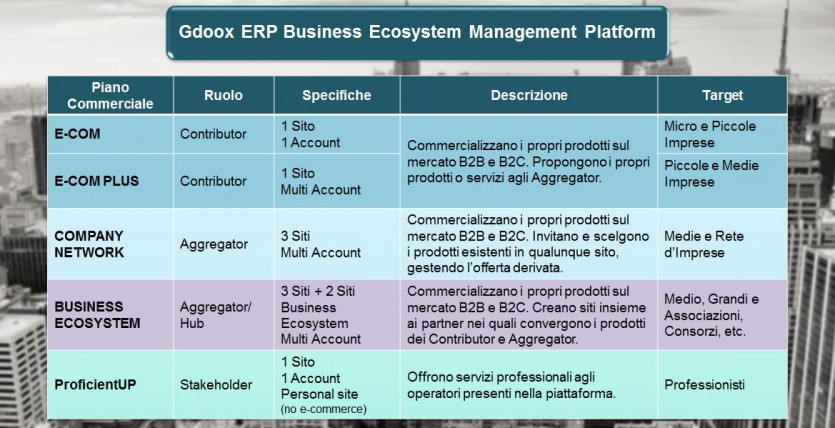 Gdoox ERP Business Ecosystem Management Platform
Piano
Commerciale
Ruolo
Specifiche
Descrizione
Target
E-COM
Contributor
1 Sito
1 Account
Commercializzano i propri prodotti sul
mercato B2B e B2C. Propongono i propri
prodotti o servizi agli Aggregator.
Micro e Piccole
Imprese
E-COM PLUS
Contributor
1 Sito
Multi Account
Piccole e Medie
Imprese
COMPANY
NETWORK
Aggregator
3 Siti
Multi Account
Commercializzano i propri prodotti sul
mercato B2B e B2C. Invitano e scelgono
i prodotti esistenti in qualunque sito,
gestendo l'offerta derivata.
Medie e Rete
d'Imprese
BUSINESS
ECOSYSTEM
Aggregator/
Hub
3 Siti + 2 Siti
Business
Ecosystem
Multi Account
Commercializzano i propri prodotti sul
mercato B2B e B2C. Creano siti insieme
ai partner nei quali convergono i prodotti
dei Contributor e Aggregator.
Medio, Grandi e
Associazioni,
Consorzi, etc.
ProficientUP
Stakeholder
1 Sito
1 Account
Personal site
(no e-commerce)
Offrono servizi professionali agli
operatori presenti nella piattaforma.
Professionisti